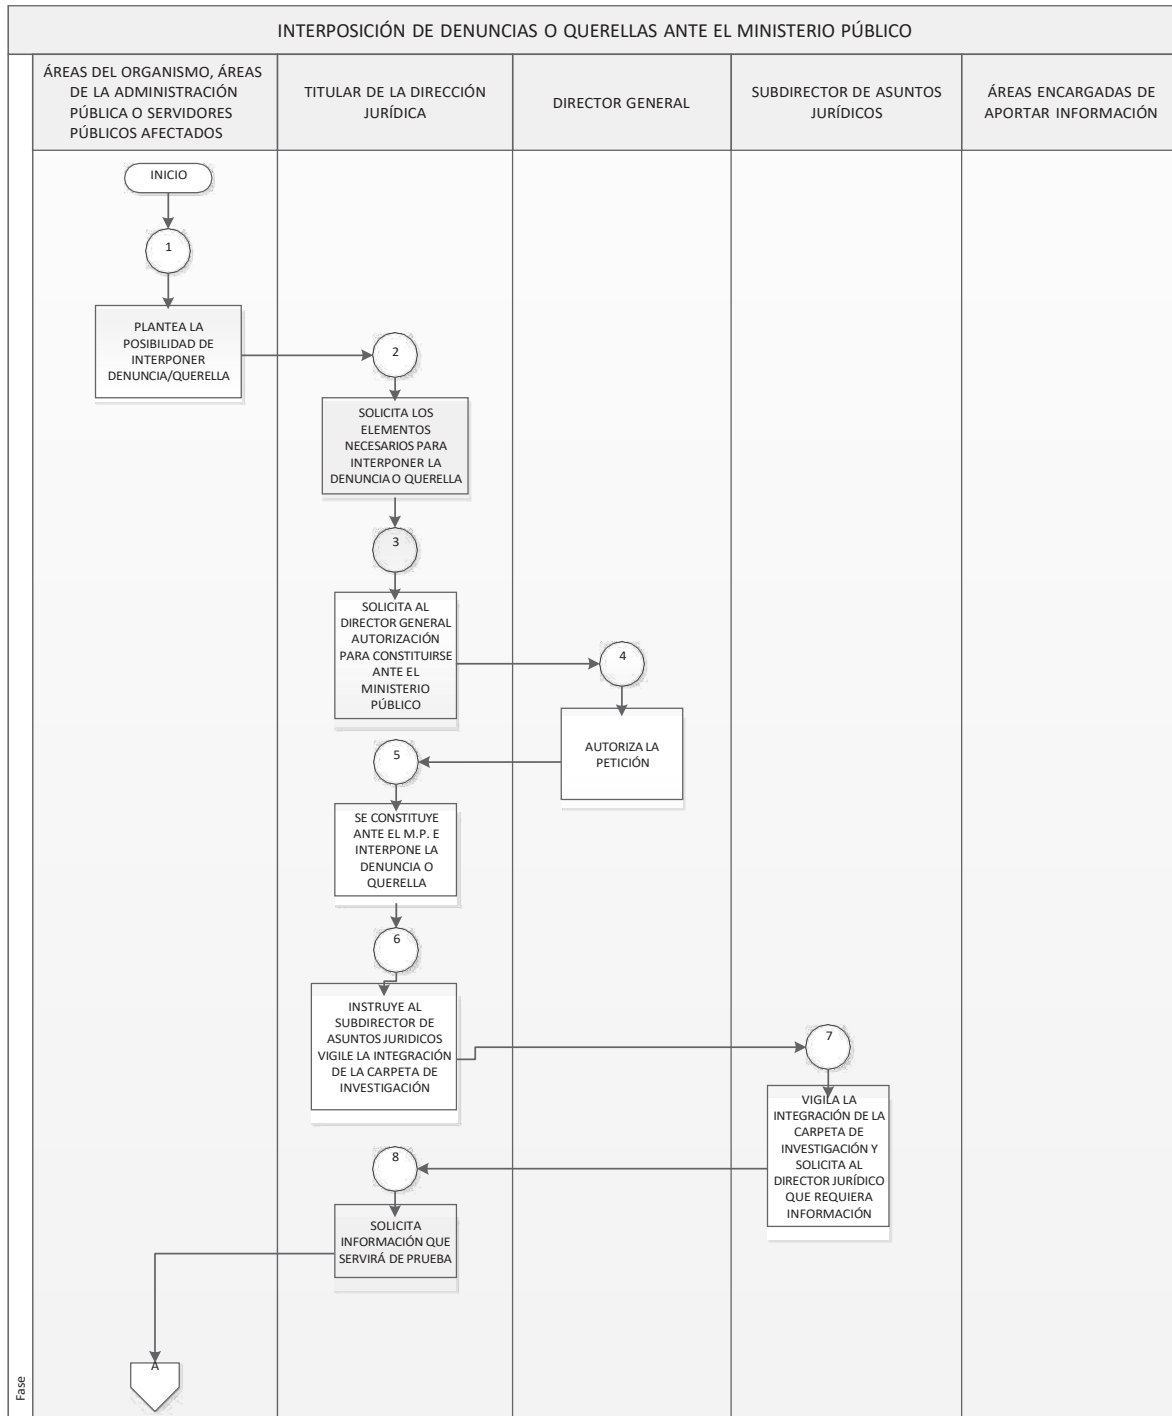 INTERPOSICIÓN DE DENUNCIAS O QUERELLAS ANTE EL MINISTERIO PÚBLICO
ÁREAS DEL ORGANISMO, ÁREAS
DE LA ADMINISTRACIÓN
PÚBLICA O SERVIDORES
PÚBLICOS AFECTADOS
TITULAR DE LA DIRECCIÓN
JURÍDICA
DIRECTOR GENERAL
SUBDIRECTOR DE ASUNTOS
JURÍDICOS
ÁREAS ENCARGADAS DE
APORTAR INFORMACIÓN
INICIO
1
PLANTEA LA
POSIBILIDAD DE
INTERPONER
DENUNCIA/QUERELLA
2
SOLICITA LOS
ELEMENTOS
NECESARIOS PARA
INTERPONER LA
DENUNCIA O QUERELLA
3
SOLICITA AL
DIRECTOR GENERAL
AUTORIZACIÓN
PARA CONSTITUIRSE
ANTE EL
MINISTERIO
PÚBLICO
4
AUTORIZA LA
PETICIÓN
5
SE CONSTITUYE
ANTE EL M.P. E
INTERPONE LA
DENUNCIA O
QUERELLA
6
INSTRUYE AL
SUBDIRECTOR DE
ASUNTOS JURIDICOS
VIGILE LA INTEGRACIÓN
DE LA CARPETA DE
INVESTIGACIÓN
7
VIGILA LA
INTEGRACIÓN DE LA
CARPETA DE
INVESTIGACIÓN Y
SOLICITA AL
DIRECTOR JURÍDICO
QUE REQUIERA
INFORMACIÓN
8
SOLICITA
INFORMACIÓN QUE
SERVIRÁ DE PRUEBA
A
Fase